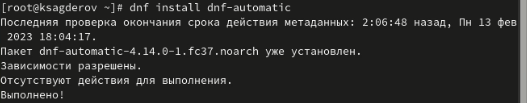 [root@ksagderov ~]# dnf install dnf-automatic
Последняя проверка окончания срока действия метаданных: 2:06:48 назад, Пн 13 фев
 2023 18:04:17.
Пакет dnf-automatic-4.14.0-1.fc37.noarch уже установлен.
Зависимости разрешены.
Отсутствуют действия для выполнения.
Выполнено!